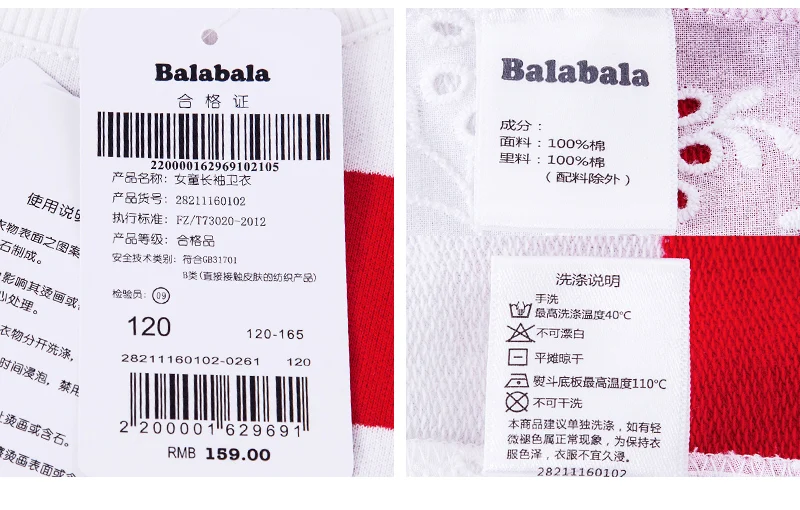 Balabala
合格证
220000162969102105
产品名称: 女童长袖卫衣
产品货号: 28211160102
执行标准: FZ/T73020-2012
产品等级: 合格品
安全技术类别: 符合GB31701
B类(直接接触皮肤的纺织产品)
检验员: 09
120 120-165
28211160102-0261 120
2 200001 629691
RMB 159.00
使用说
衣物表面之图案
石制成。
影响其烫画或
心处理。
衣物分开洗涤,
时间浸泡, 禁用
烫画或含石。
烫画表面或含
Balabala
成分:
面料: 100%棉
里料: 100%棉
(配料除外)
洗涤说明
手洗
最高洗涤温度40°C
不可漂白
平摊晾干
熨斗底板最高温度110°C
不可干洗
本商品建议单独洗涤, 如有轻
微褪色属正常现象, 为保持衣
服色泽, 衣服不宜久浸。
28211160102